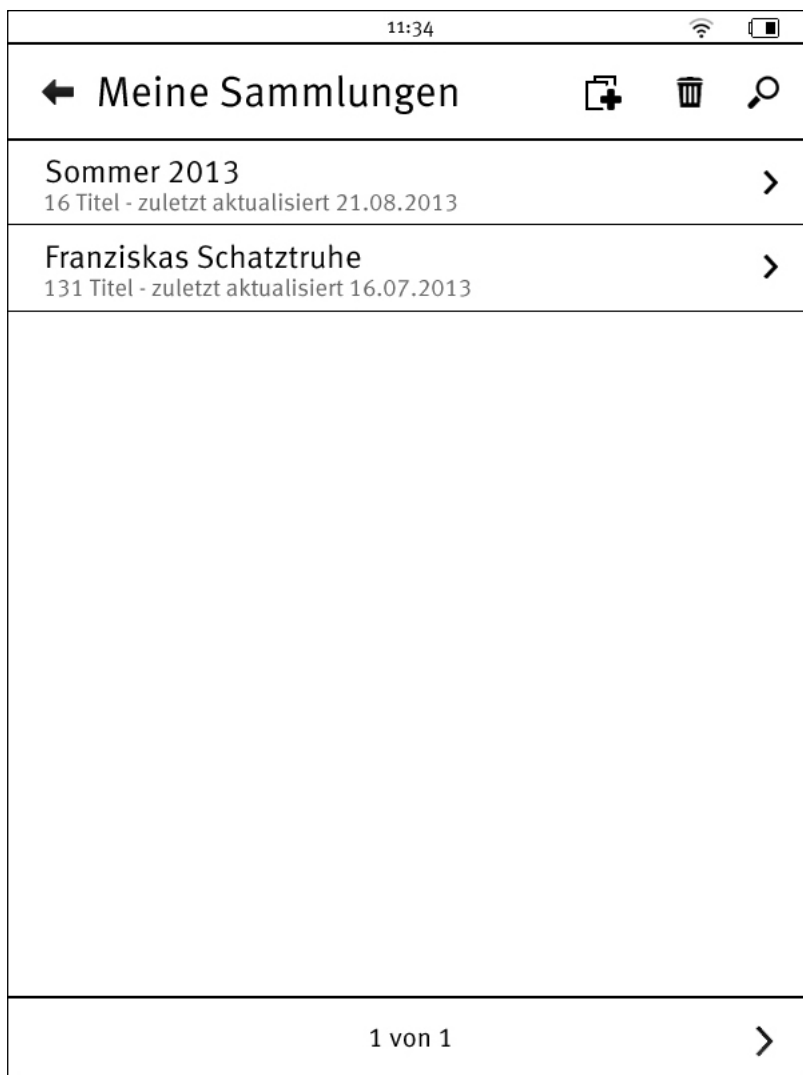 11:34
Meine Sammlungen
Sommer 2013
16 Titel - zuletzt aktualisiert 21.08.2013
Franziskas Schatztruhe
131 Titel - zuletzt aktualisiert 16.07.2013
1 von 1